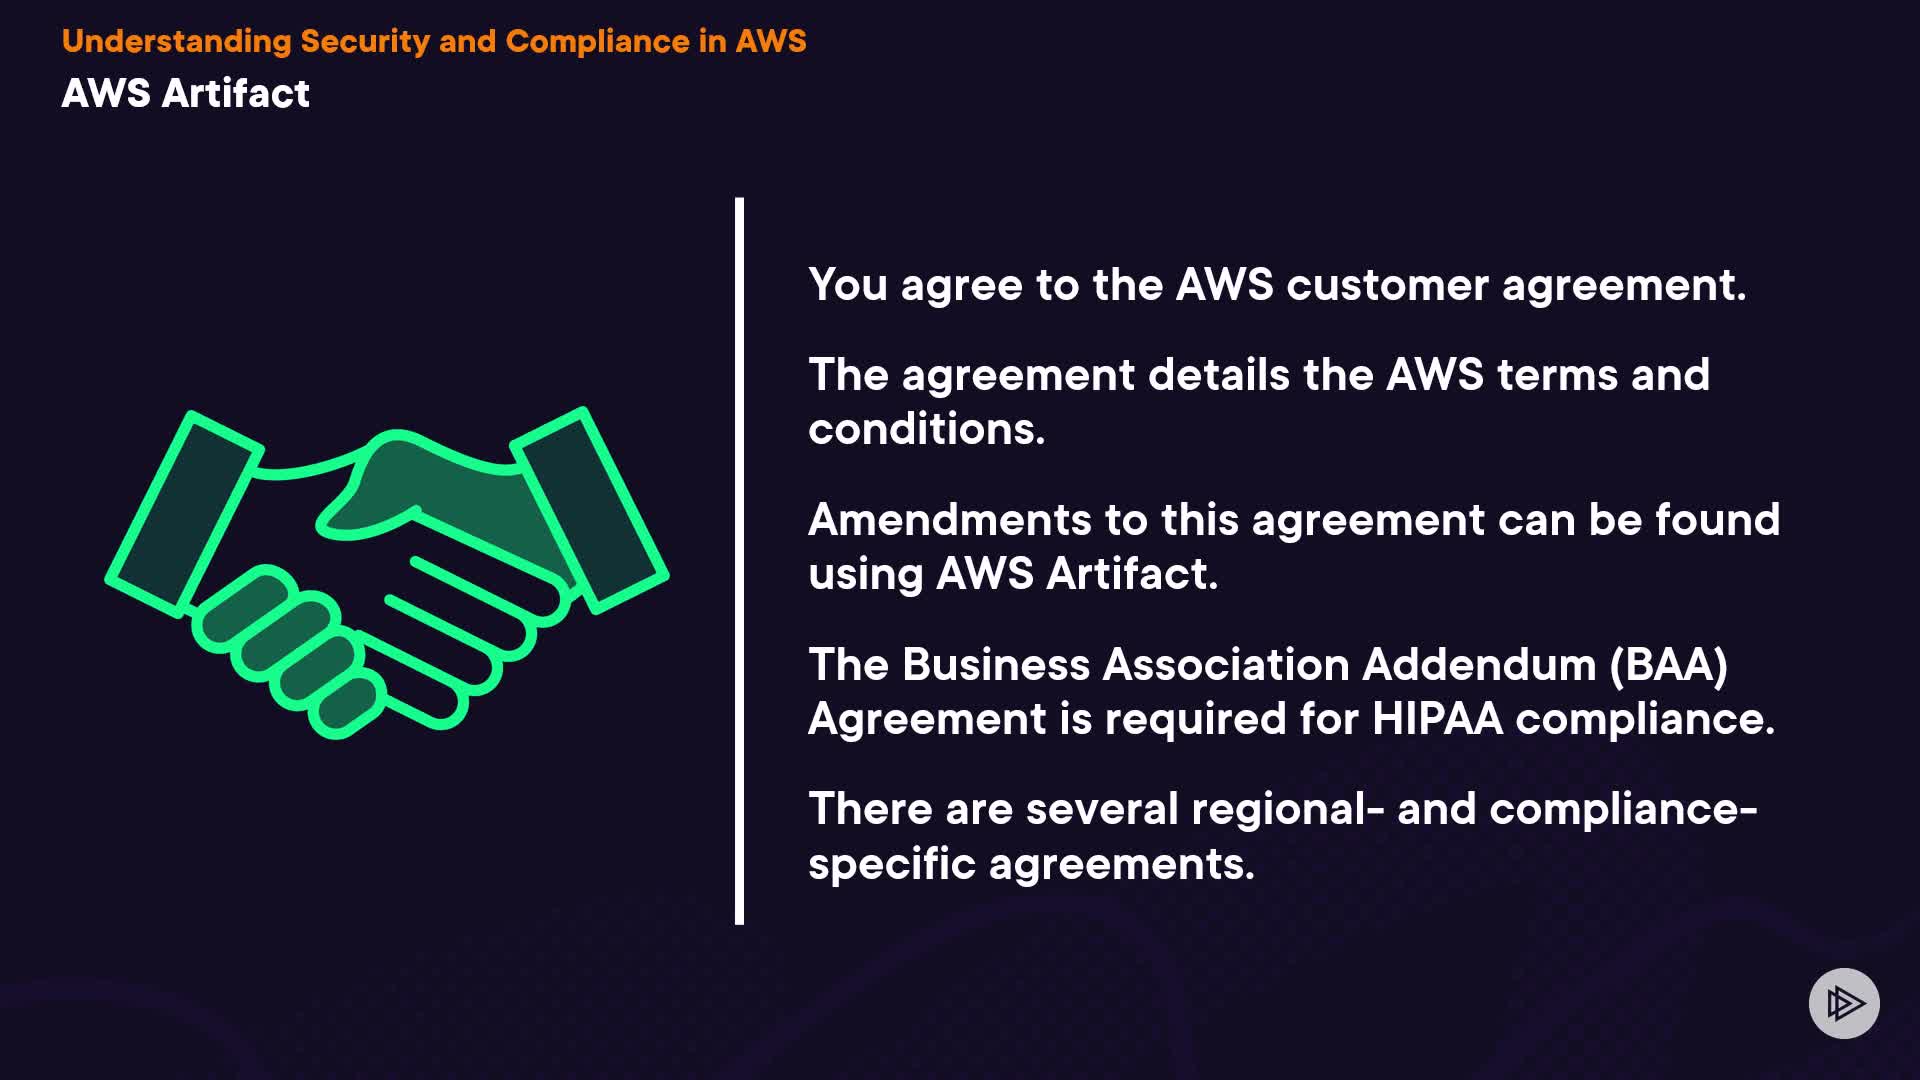 Understanding Security and Compliance in AWS
AWS Artifact
You agree to the AWS customer agreement.
The agreement details the AWS terms and
conditions.
Amendments to this agreement can be found
using AWS Artifact.
The Business Association Addendum (BAA)
Agreement is required for HIPAA compliance.
There are several regional- and compliance-
specific agreements.